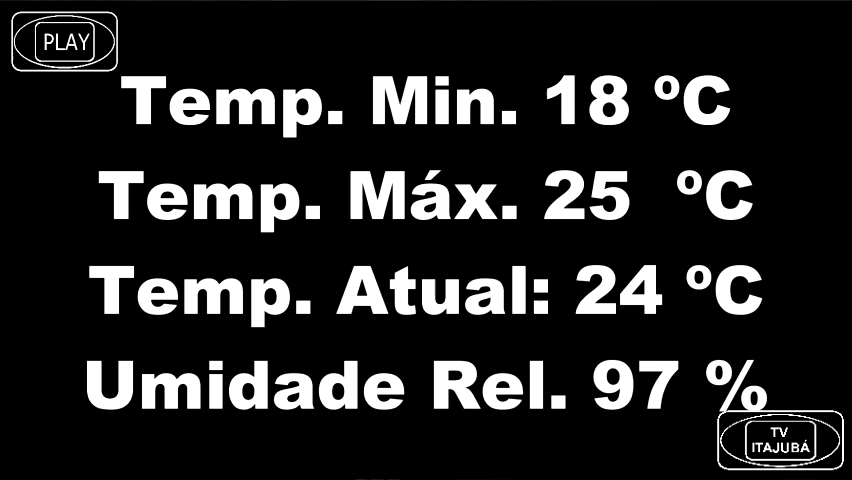 PLAY
Temp. Min. 18 ºC
Temp. Máx. 25 ºC
Temp. Atual: 24 ºC
Umidade Rel. 97 %
TV
ITAJUBÁ